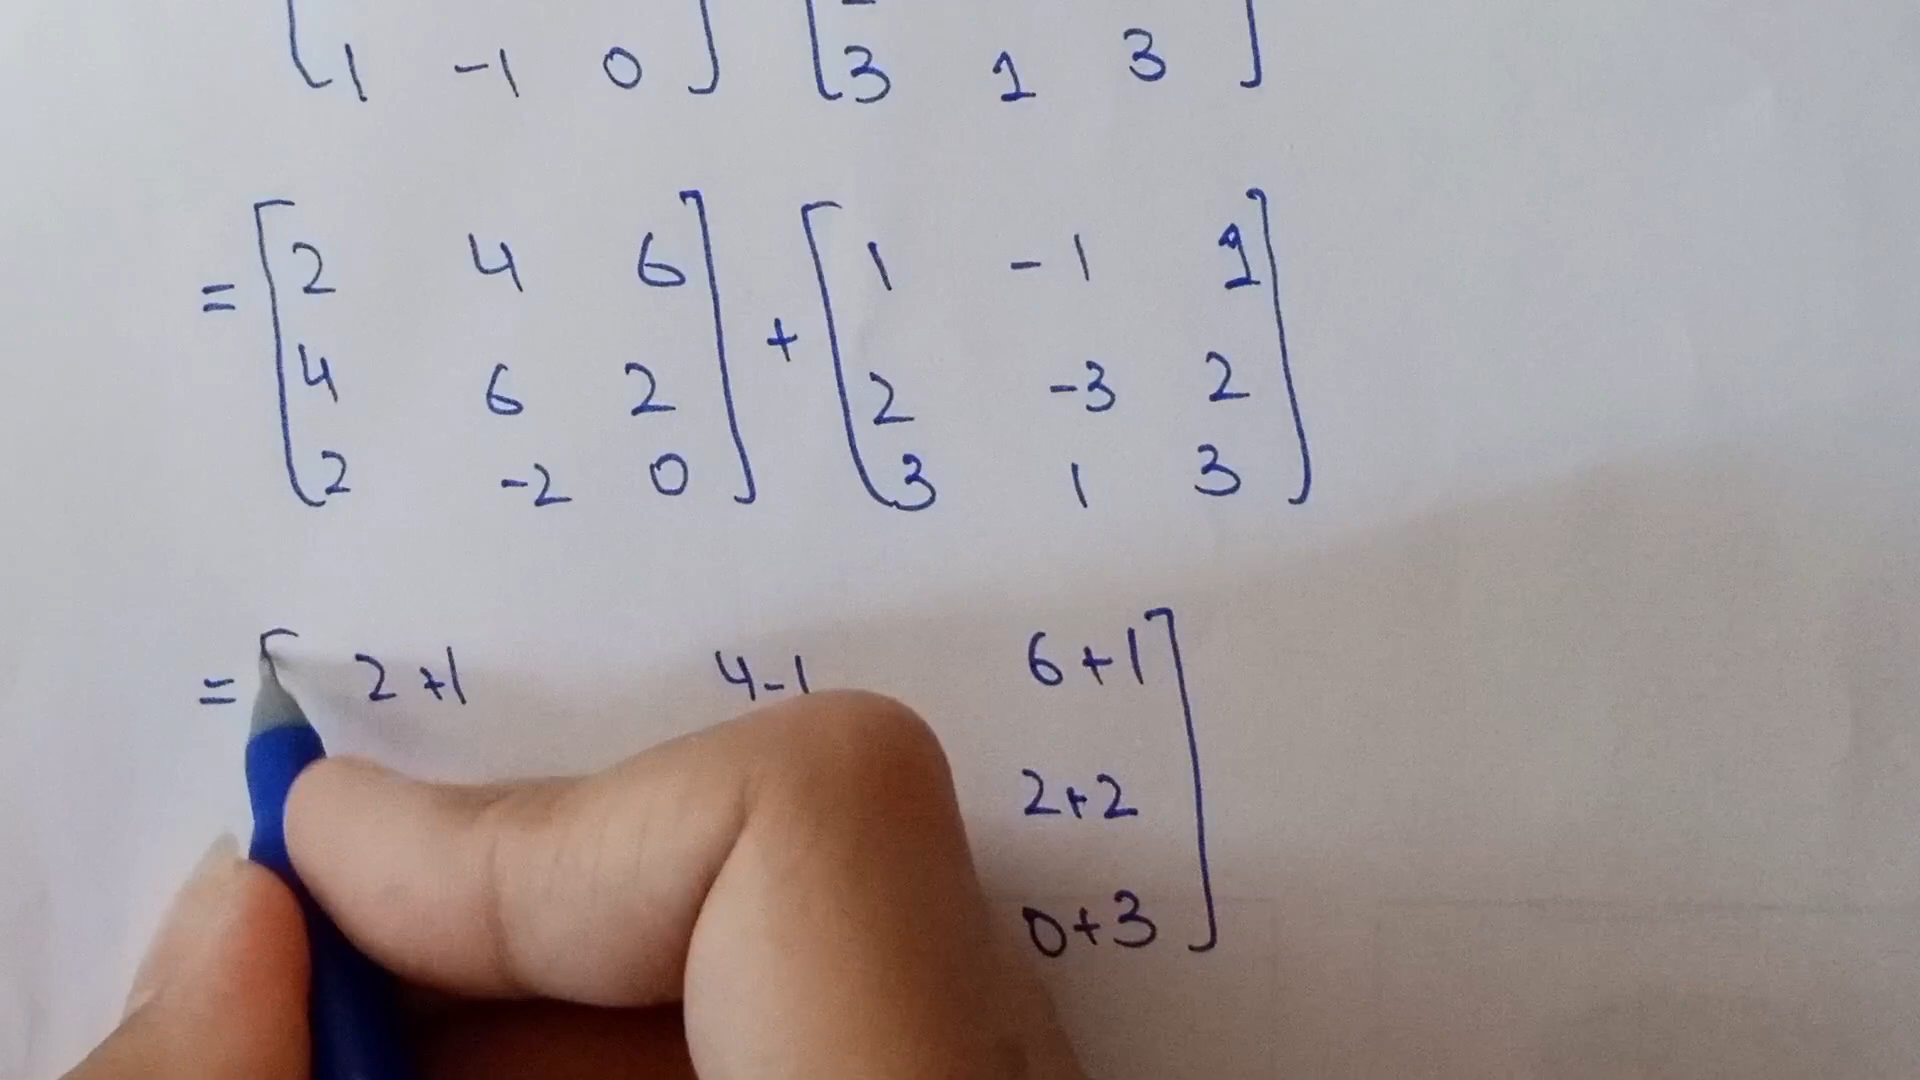 1 -1 0 3 1 3
2 4 6 1 -1 1
= +
4 6 2 2 -3 2
2 -2 0 3 1 3
= 2+1 4-1 6+1
2+2
0+3